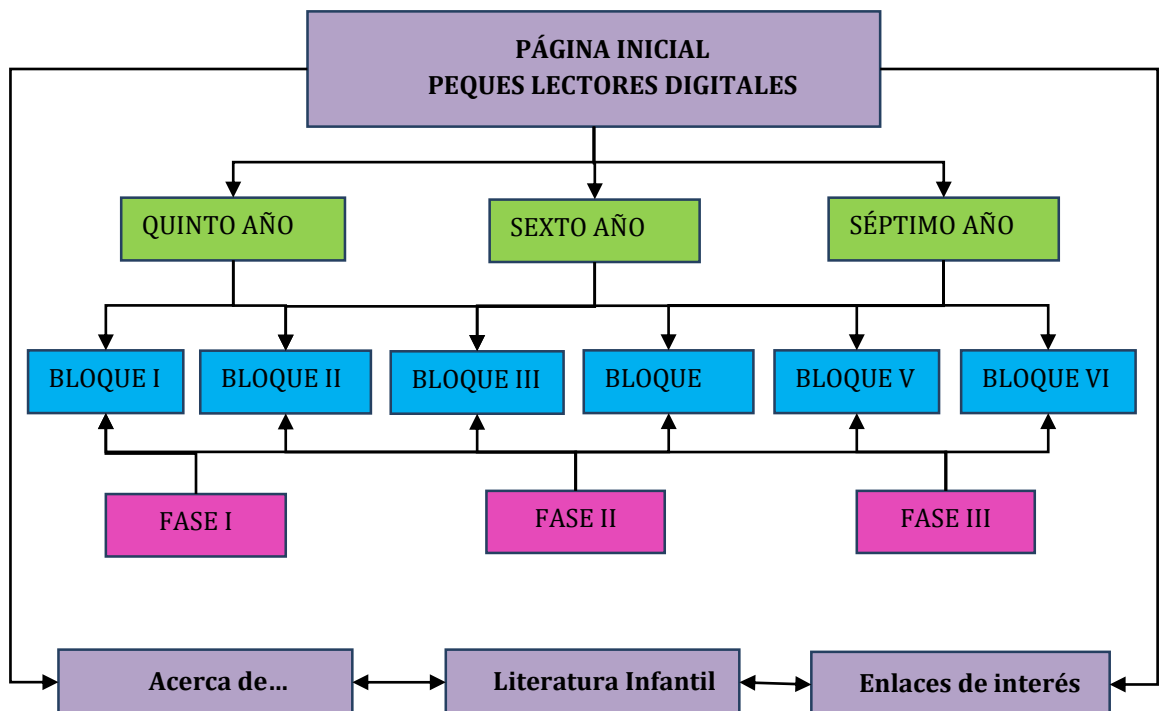 PÁGINA INICIAL
PEQUES LECTORES DIGITALES
QUINTO AÑO
SEXTO AÑO
SÉPTIMO AÑO
BLOQUE I
BLOQUE II
BLOQUE III
BLOQUE
BLOQUE V
BLOQUE VI
FASE I
FASE II
FASE III
Acerca de…
Literatura Infantil
Enlaces de interés